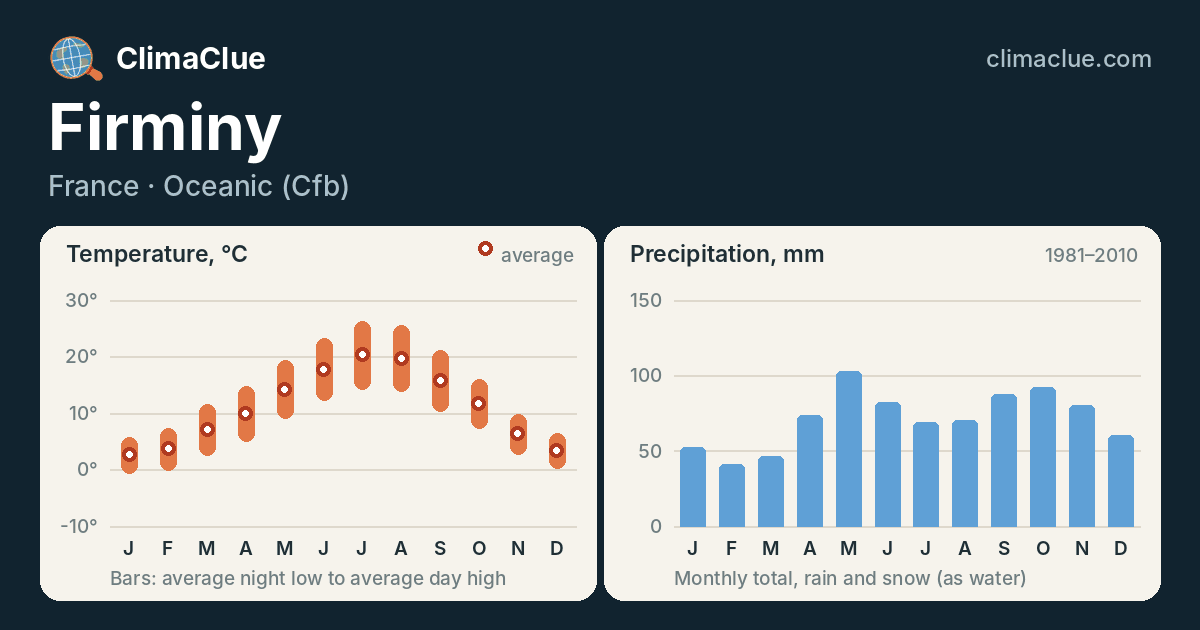 ClimaClue
climaclue.com
Firminy
France · Oceanic (Cfb)
Temperature, °C
average
30°
20°
10°
0°
-10°
J F M A M J J A S O N D
Bars: average night low to average day high
Precipitation, mm
1981–2010
150
100
50
0
J F M A M J J A S O N D
Monthly total, rain and snow (as water)